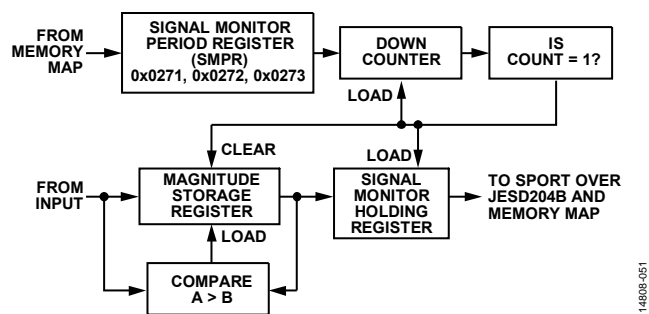 FROM
MEMORY
MAP
SIGNAL MONITOR
PERIOD REGISTER
(SMPR)
0x0271, 0x0272, 0x0273
DOWN
COUNTER
IS
COUNT = 1?
LOAD
CLEAR
LOAD
FROM
INPUT
MAGNITUDE
STORAGE
REGISTER
SIGNAL
MONITOR
HOLDING
REGISTER
TO SPORT OVER
JESD204B AND
MEMORY MAP
LOAD
COMPARE
A > B
14808-051